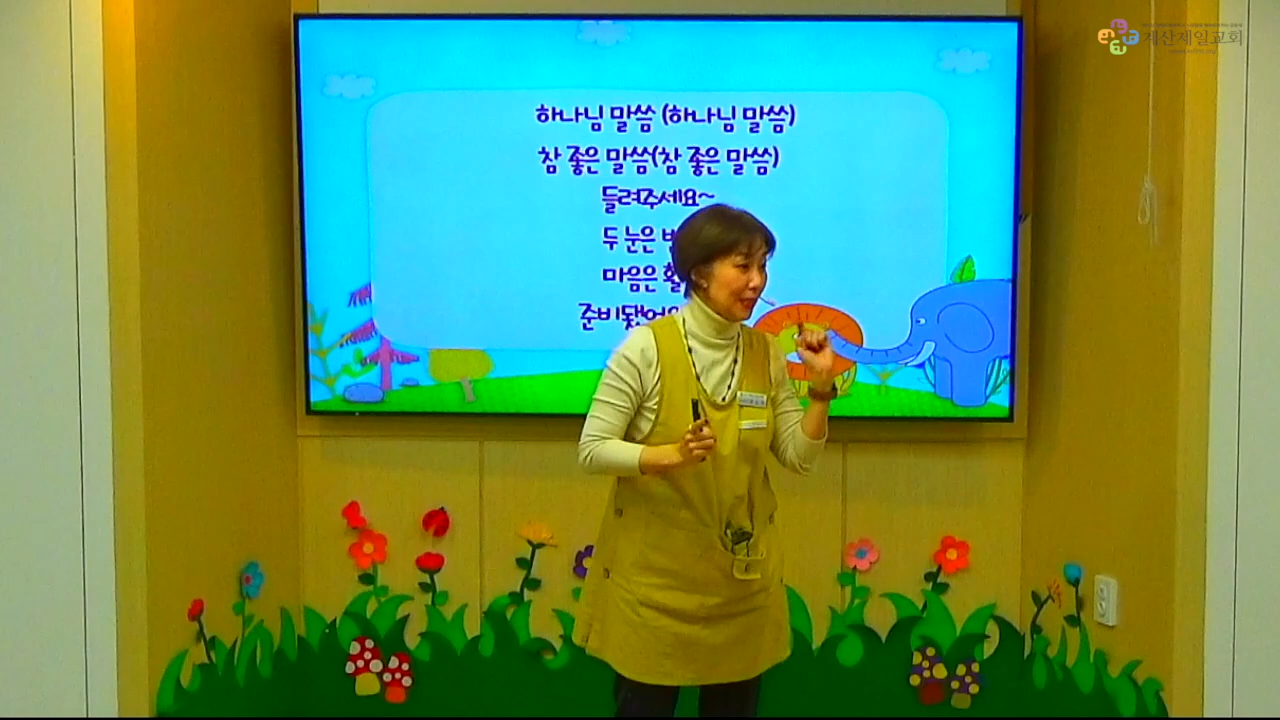 계산제일교회
하나님 말씀 (하나님 말씀)
참 좋은 말씀(참 좋은 말씀)
들려주세요~
두 눈은
마음은
준비됐어